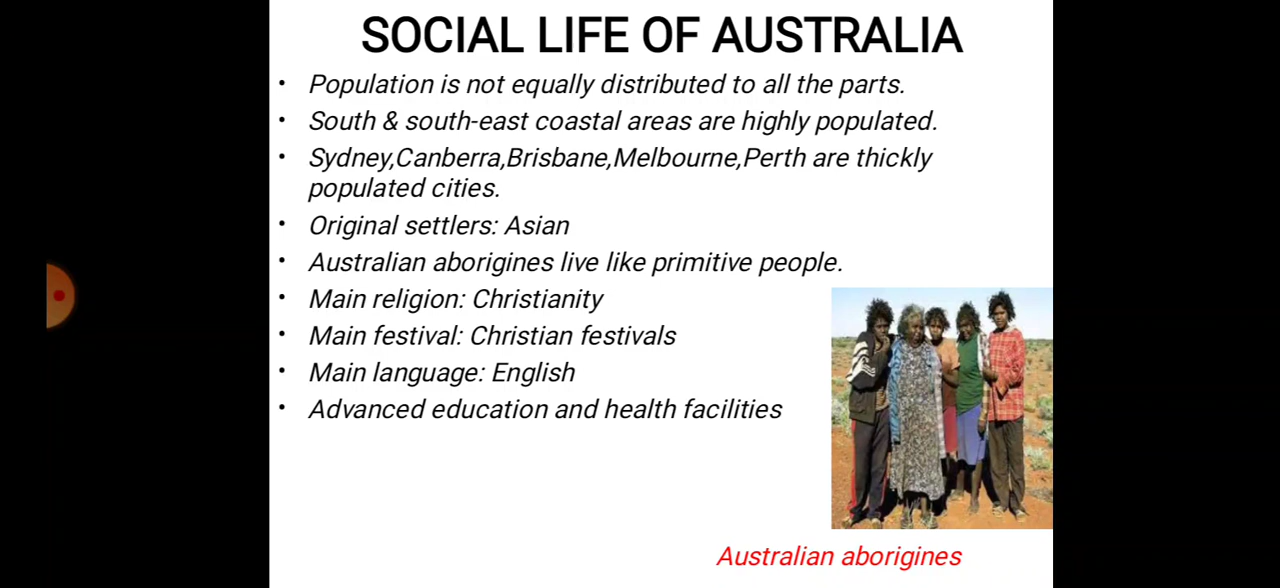 SOCIAL LIFE OF AUSTRALIA
• Population is not equally distributed to all the parts.
• South & south-east coastal areas are highly populated.
• Sydney,Canberra,Brisbane,Melbourne,Perth are thickly
populated cities.
• Original settlers: Asian
• Australian aborigines live like primitive people.
• Main religion: Christianity
• Main festival: Christian festivals
• Main language: English
• Advanced education and health facilities
Australian aborigines